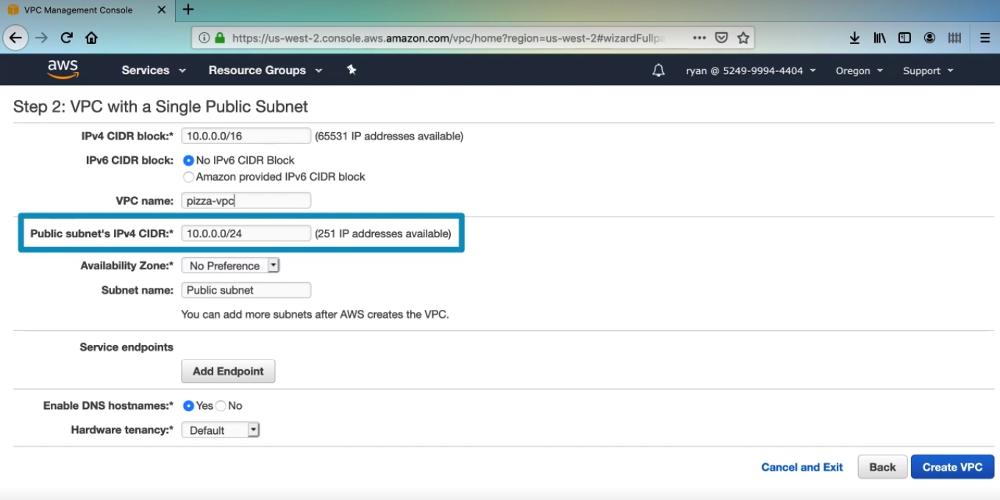 VPC Management Console
https://us-west-2.console.aws.amazon.com/vpc/home?region=us-west-2#wizardFullpa
aws Services Resource Groups ryan @ 5249-9994-4404 Oregon Support
Step 2: VPC with a Single Public Subnet
IPv4 CIDR block:* 10.0.0.0/16 (65531 IP addresses available)
IPv6 CIDR block: No IPv6 CIDR Block
Amazon provided IPv6 CIDR block
VPC name: pizza-vpc
Public subnet's IPv4 CIDR:* 10.0.0.0/24 (251 IP addresses available)
Availability Zone:* No Preference
Subnet name: Public subnet
You can add more subnets after AWS creates the VPC.
Service endpoints
Add Endpoint
Enable DNS hostnames:* Yes No
Hardware tenancy:* Default
Cancel and Exit Back Create VPC